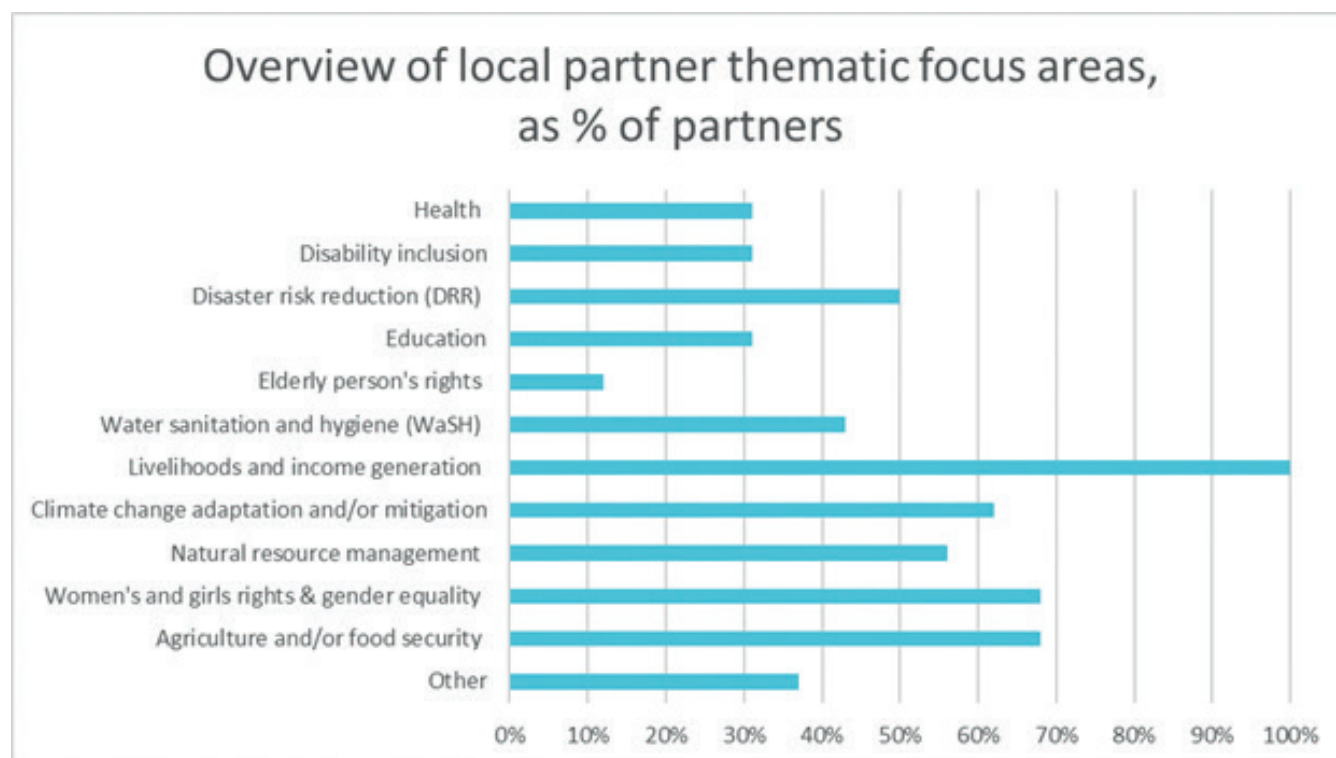 Overview of local partner thematic focus areas,
as % of partners
Health
Disability inclusion
Disaster risk reduction (DRR)
Education
Elderly person's rights
Water sanitation and hygiene (WaSH)
Livelihoods and income generation
Climate change adaptation and/or mitigation
Natural resource management
Women's and girls rights & gender equality
Agriculture and/or food security
Other
0% 10% 20% 30% 40% 50% 60% 70% 80% 90% 100%